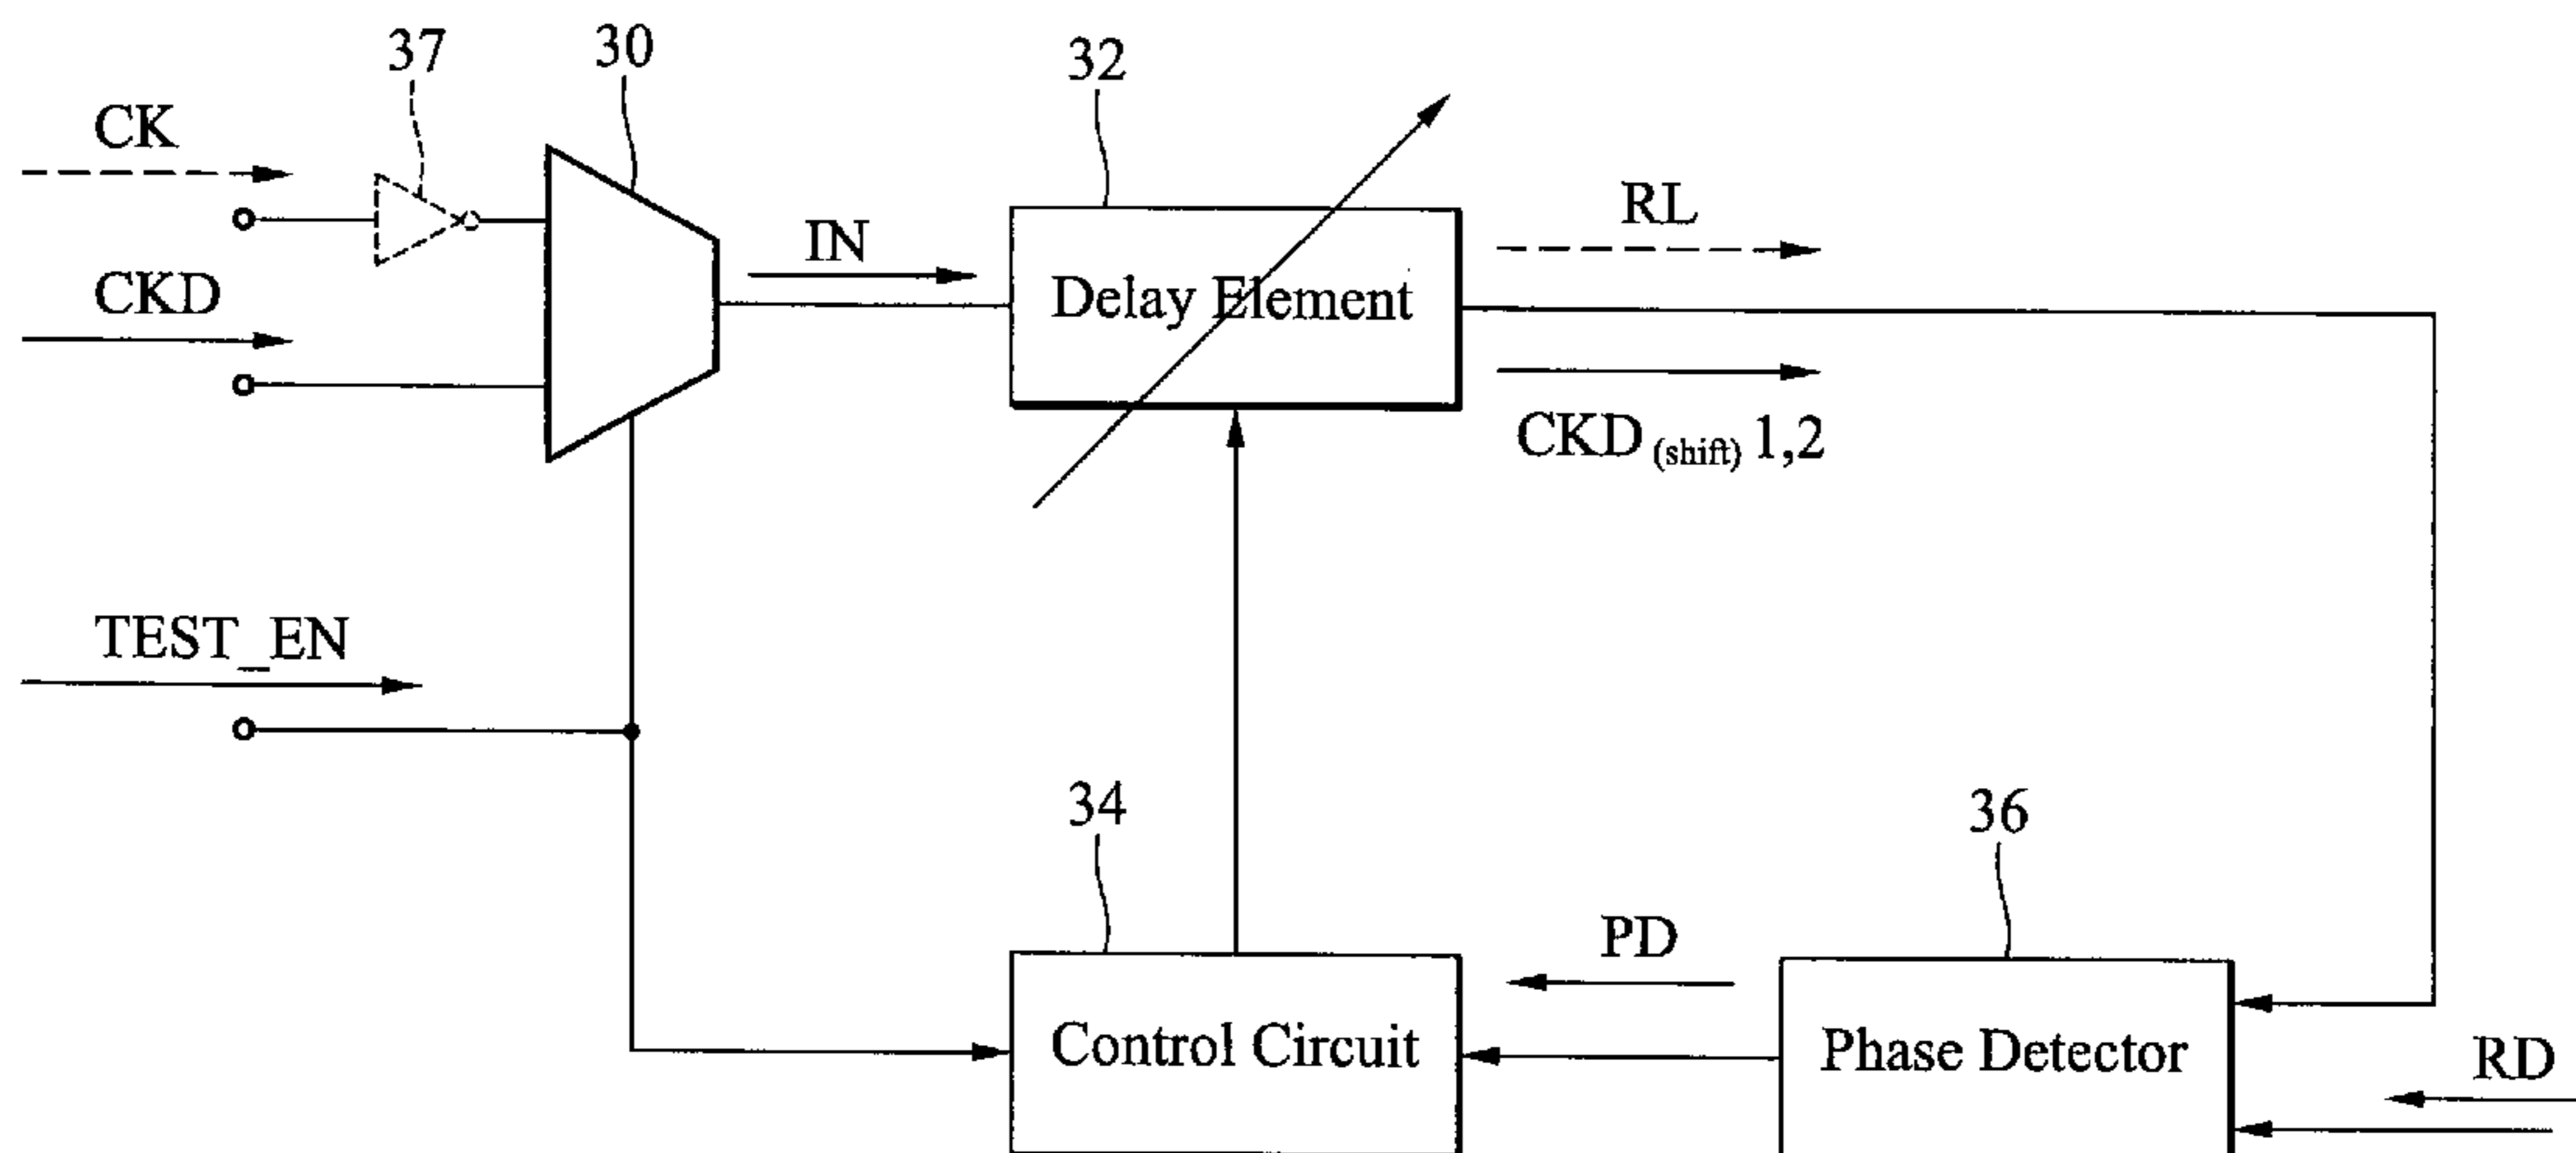 37
30
32
CK
RL
IN
CKD
Delay Element
CKD (shift) 1,2
TEST_EN
34
36
PD
Control Circuit
Phase Detector
RD